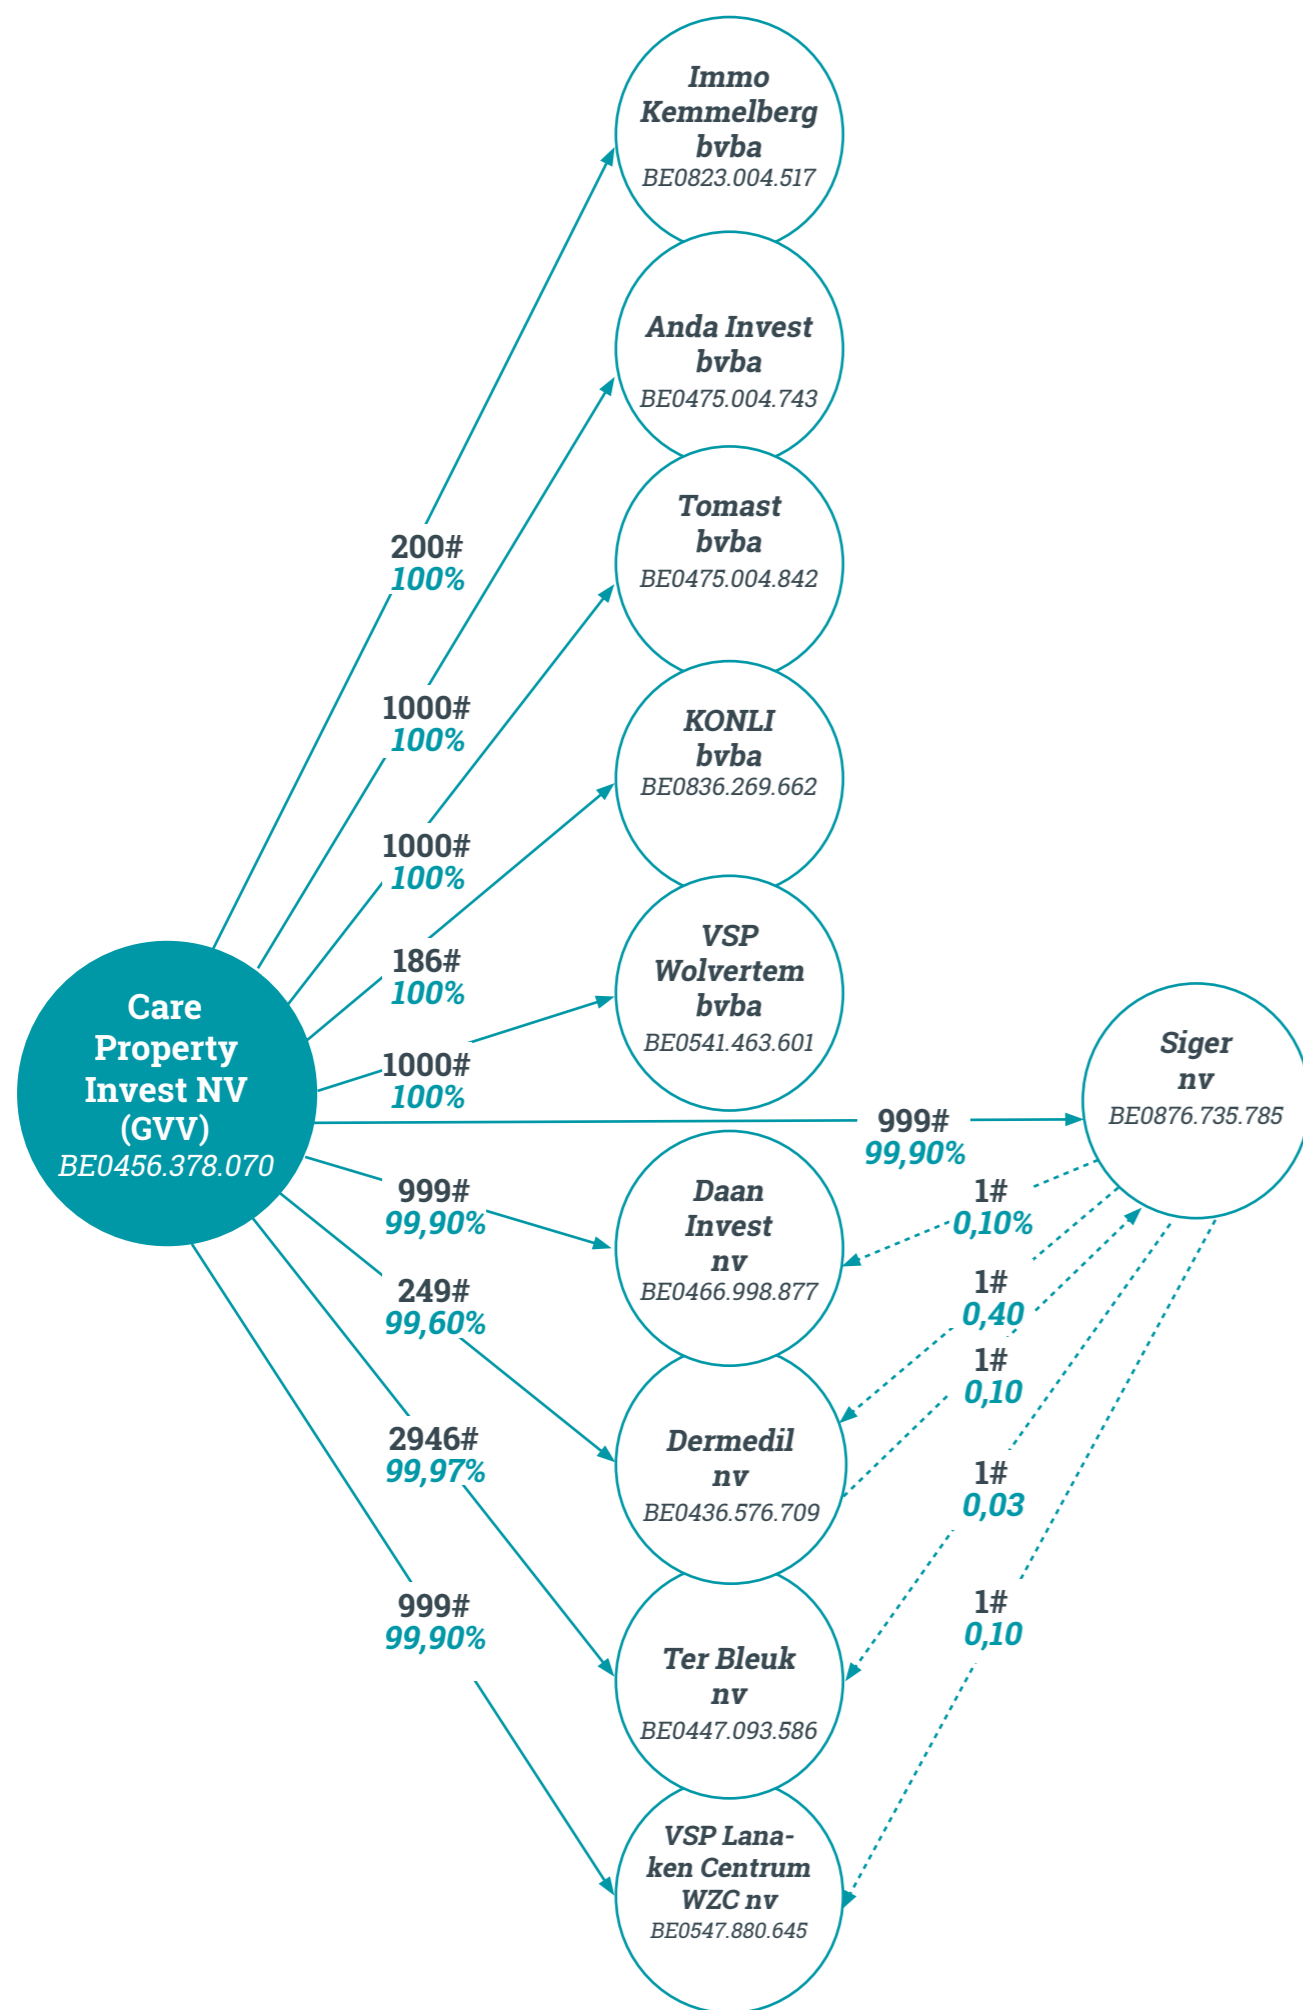 Immo
Kemmelberg
bvba
BE0823.004.517
Anda Invest
bvba
BE0475.004.743
Tomast
bvba
BE0475.004.842
KONLI
bvba
BE0836.269.662
VSP
Wolvertem
bvba
BE0541.463.601
200#
100%
1000#
100%
1000#
100%
186#
100%
1000#
100%
Care
Property
Invest NV
(GVV)
BE0456.378.070
999#
99,90%
Siger
nv
BE0876.735.785
999#
99,90%
249#
99,60%
2946#
99,97%
999#
99,90%
Daan
Invest
nv
BE0466.998.877
Dermedil
nv
BE0436.576.709
Ter Bleuk
nv
BE0447.093.586
VSP Lana-
ken Centrum
WZC nv
BE0547.880.645
1#
0,10%
1#
0,40
1#
0,10
1#
0,03
1#
0,10